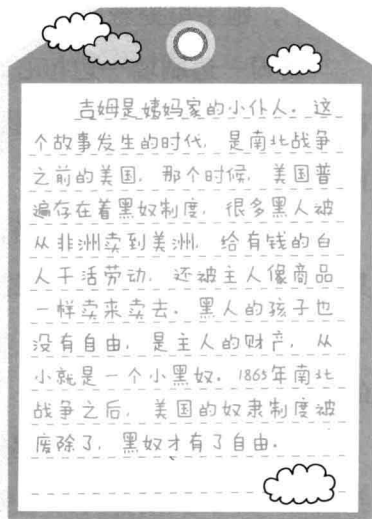 吉姆是姨妈家的小仆人。这
个故事发生的时代，是南北战争
之前的美国，那个时候，美国普
遍存在着黑奴制度，很多黑人被
从非洲卖到美洲，给有钱的白
人干活劳动，还被主人像商品
一样卖来卖去。黑人的孩子也
没有自由，是主人的财产，从
小就是一个小黑奴。1865年南北
战争之后，美国的奴隶制度被
废除了，黑奴才有了自由。